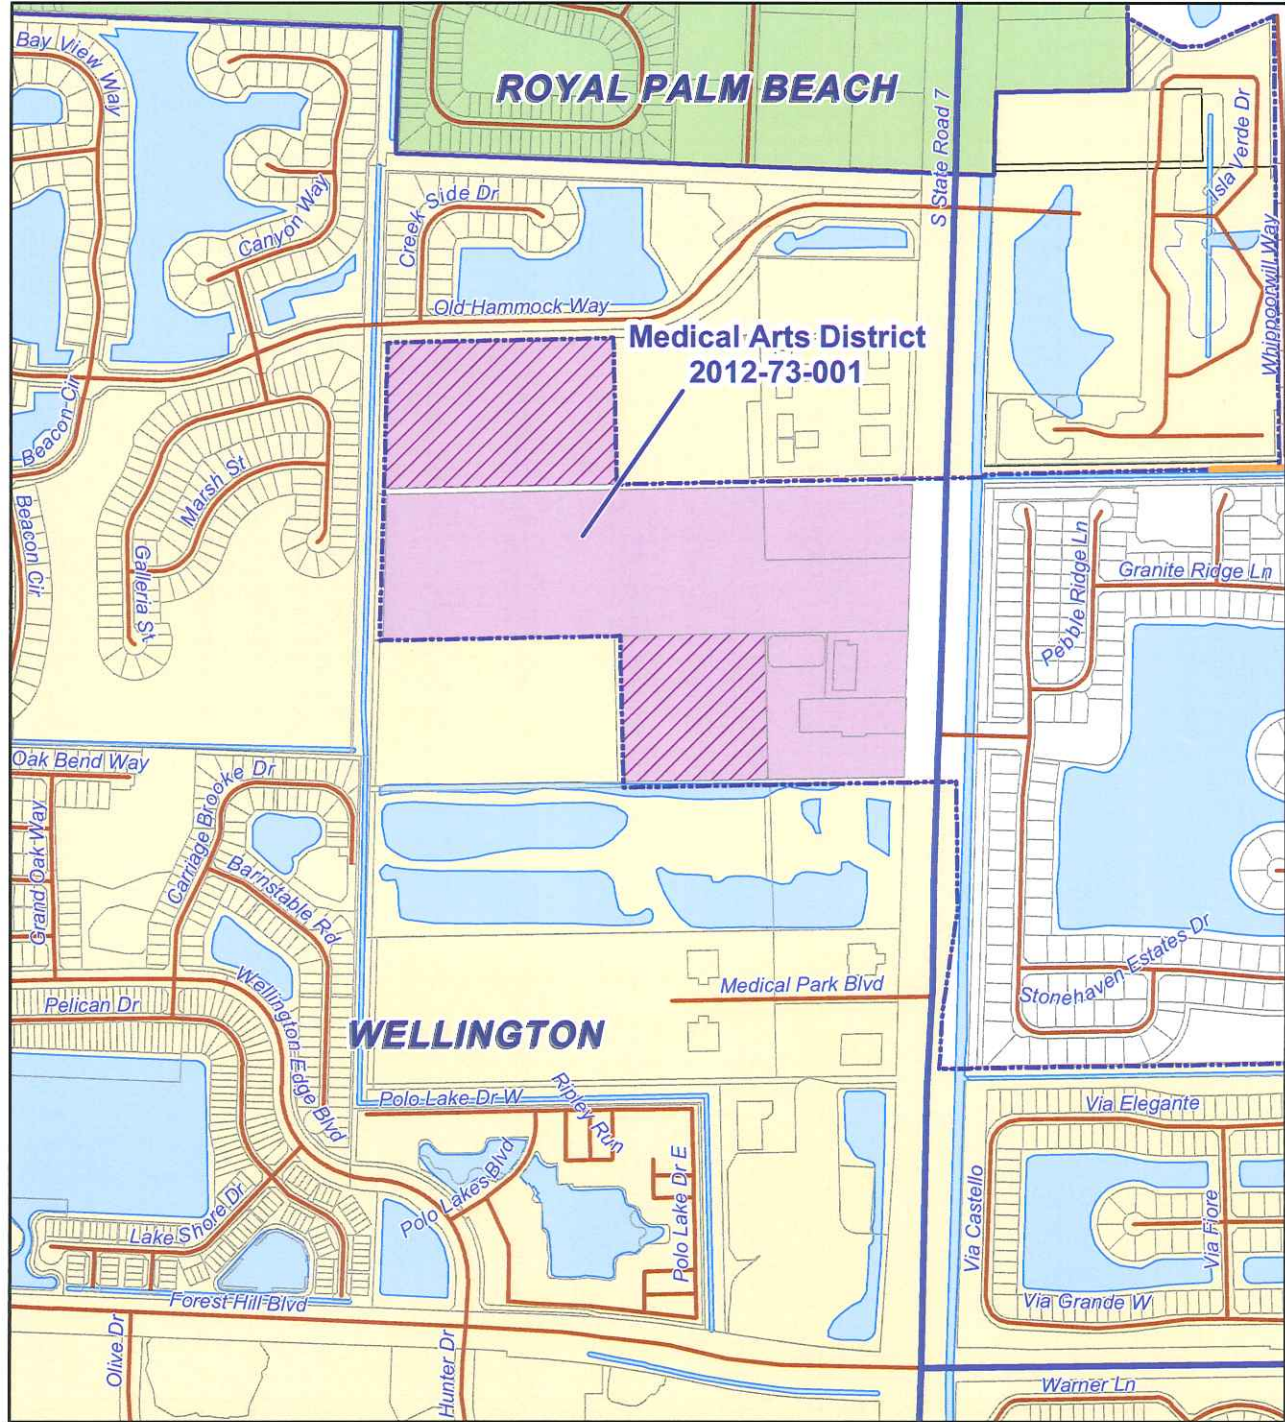 Bay View Way
ROYAL PALM BEACH
S State Road 7
Isla Verde Dr
Canyon Way
Creek Side Dr
Whippoorwill Way
Old Hammock Way
Medical Arts District
2012-73-001
Beacon Cir
Marsh St
Beacon Cir
Galleria St
Pebble Ridge Ln
Granite Ridge Ln
Oak Bend Way
Carriage Brooke Dr
Grand Oak Way
Barnstable Rd
Stonehaven Estates Dr
Medical Park Blvd
Pelican Dr
Wellington Edge Blvd
WELLINGTON
Polo Lake Dr W
Ripley Run
Via Elegante
Polo Lakes Blvd
Polo Lake Dr E
Lake Shore Dr
Via Castello
Via Fiore
Forest Hill Blvd
Via Grande W
Olive Dr
Hunter Dr
Warner Ln